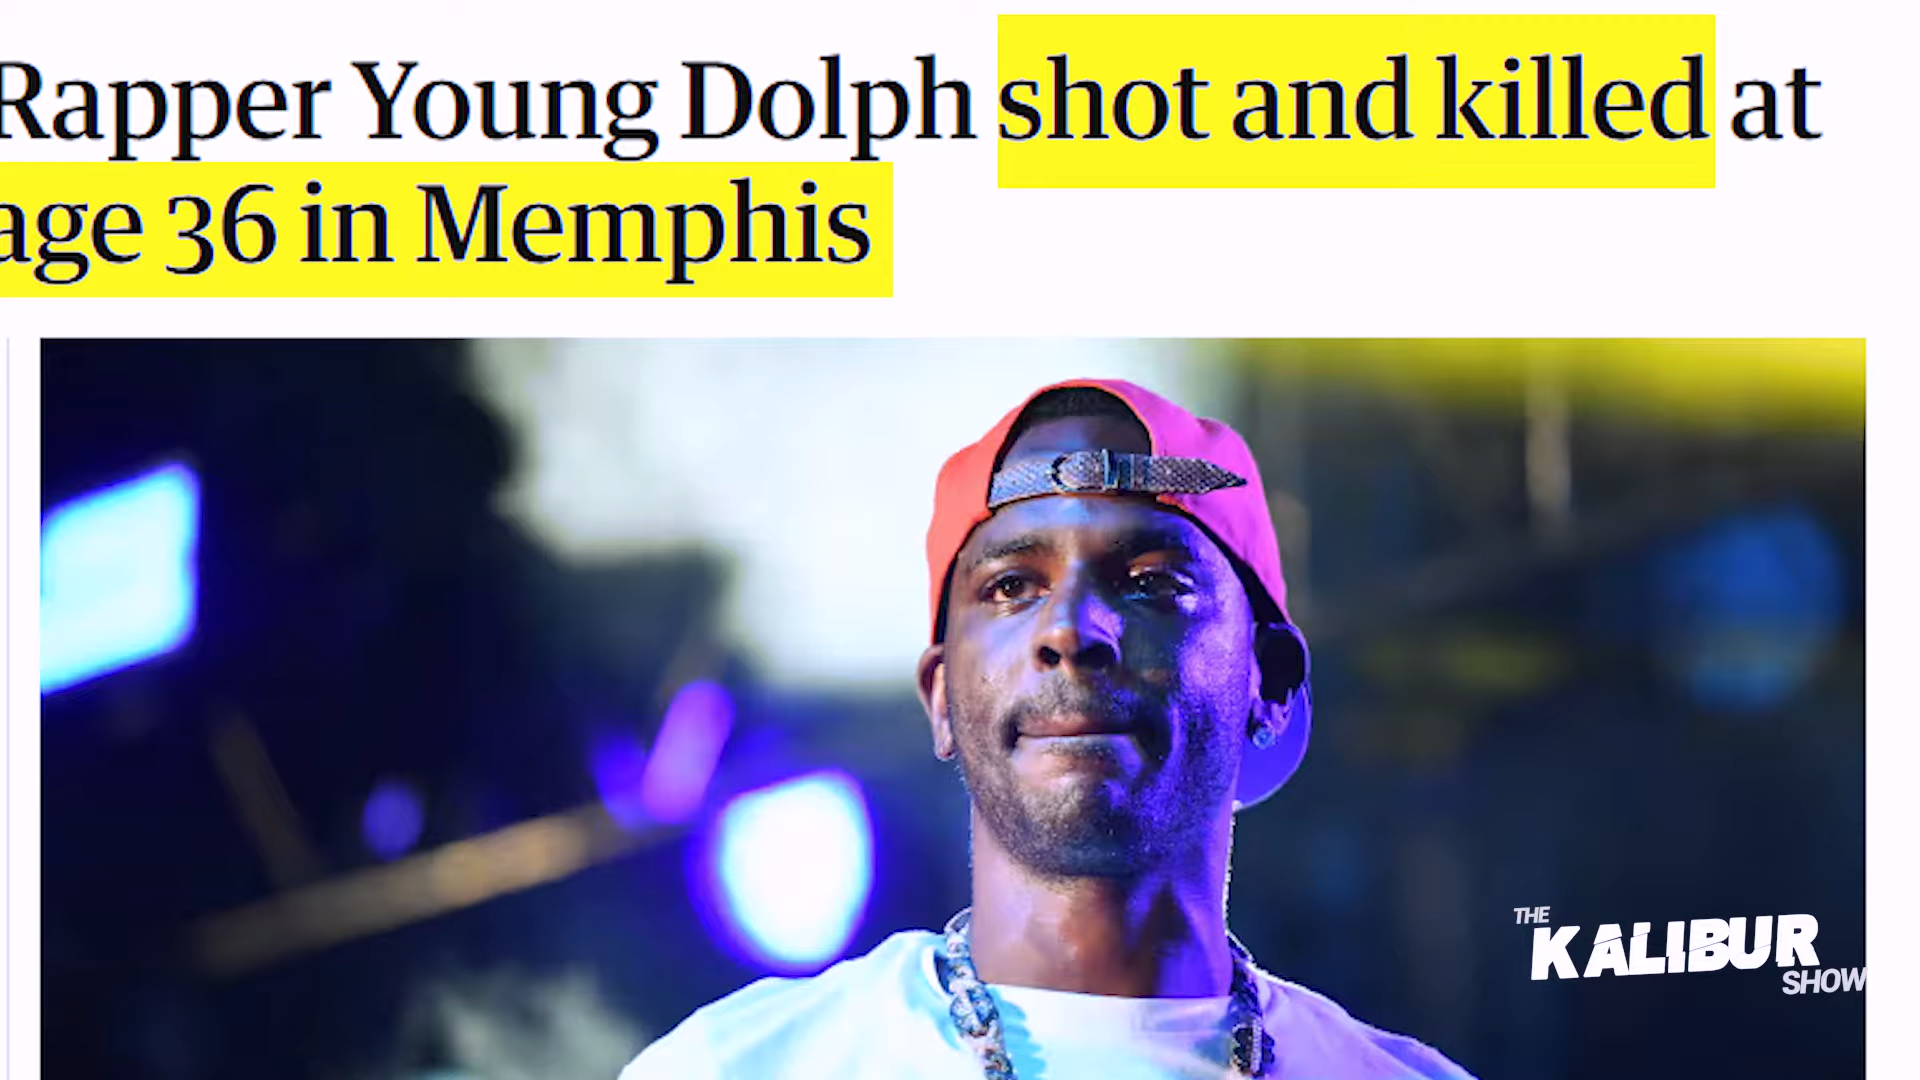 Rapper Young Dolph shot and killed at
age 36 in Memphis
THE
KALIBUR
SHOW